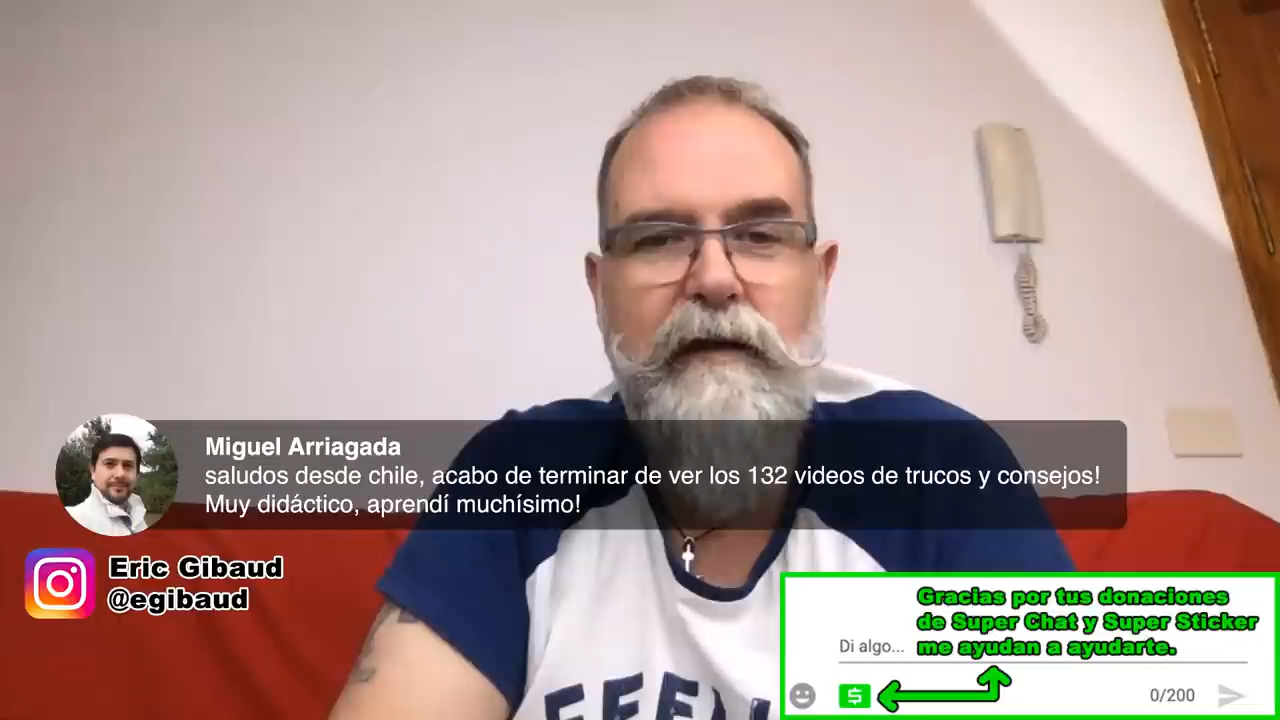 Miguel Arriagada
saludos desde chile, acabo de terminar de ver los 132 videos de trucos y consejos!
Muy didáctico, aprendí muchísimo!
Eric Gibaud
@egibaud
Gracias por tus donaciones
de Super Chat y Super Sticker
me ayudan a ayudarte.
Di algo...
0/200